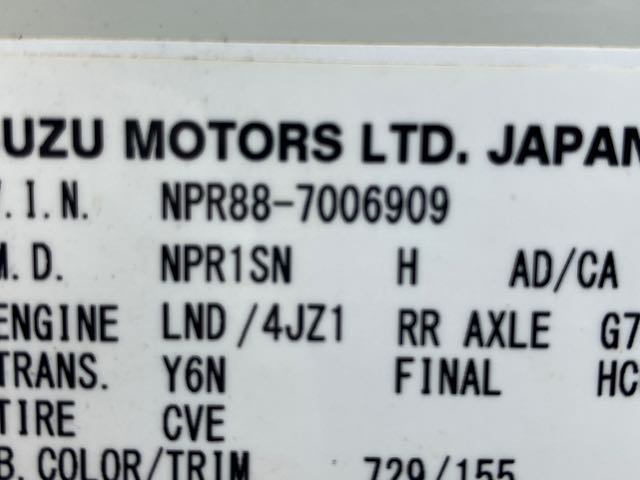 UZU MOTORS LTD. JAPAN
.I.N. NPR88-7006909
M.D. NPR1SN H AD/CA
ENGINE LND/4JZ1 RR AXLE G7
TRANS. Y6N FINAL HC
TIRE CVE
B.COLOR/TRIM 729/155